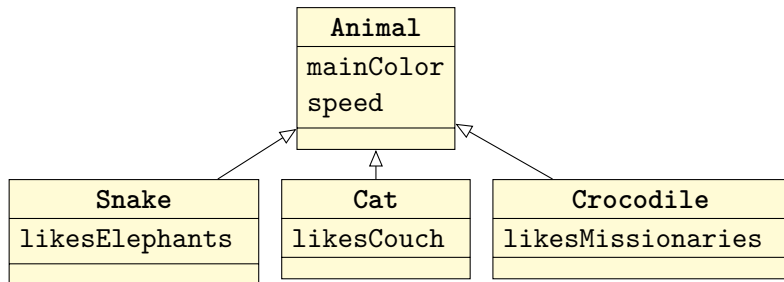 Animal
mainColor
speed
Snake
likesElephants
Cat
likesCouch
Crocodile
likesMissionaries